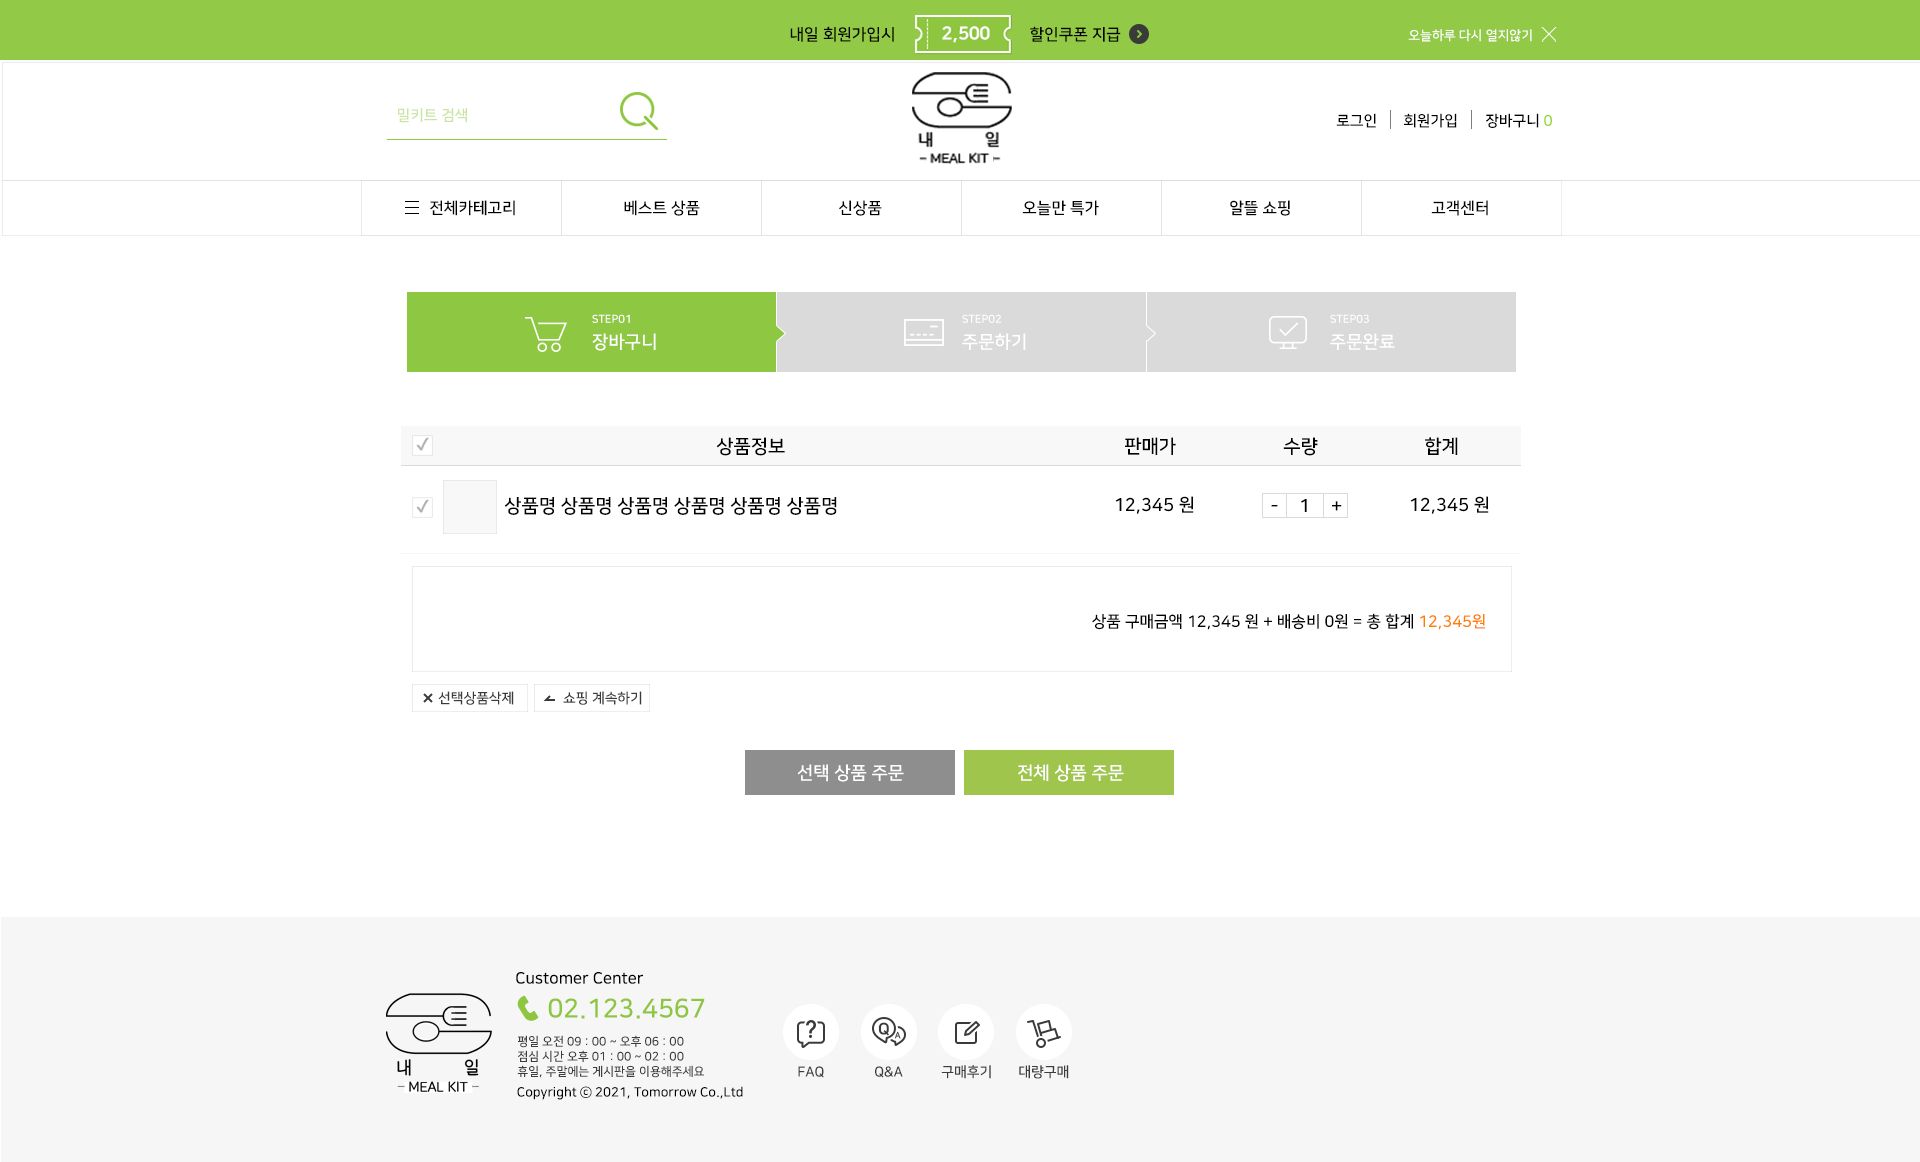 내일 회원가입시 2,500 할인쿠폰 지급
오늘하루 다시 열지않기
밀키트 검색
내 일
- MEAL KIT -
로그인 회원가입 장바구니 0
전체카테고리 베스트 상품 신상품 오늘만 특가 알뜰 쇼핑 고객센터
STEP01
장바구니
STEP02
주문하기
STEP03
주문완료
상품정보 판매가 수량 합계
상품명 상품명 상품명 상품명 상품명 상품명 12,345 원 - 1 + 12,345 원
상품 구매금액 12,345 원 + 배송비 0원 = 총 합계 12,345원
선택상품삭제 쇼핑 계속하기
선택 상품 주문 전체 상품 주문
내 일
- MEAL KIT -
Customer Center
02.123.4567
평일 오전 09 : 00 ~ 오후 06 : 00
점심 시간 오후 01 : 00 ~ 02 : 00
휴일, 주말에는 게시판을 이용해주세요
Copyright ⓒ 2021, Tomorrow Co.,Ltd
FAQ Q&A 구매후기 대량구매